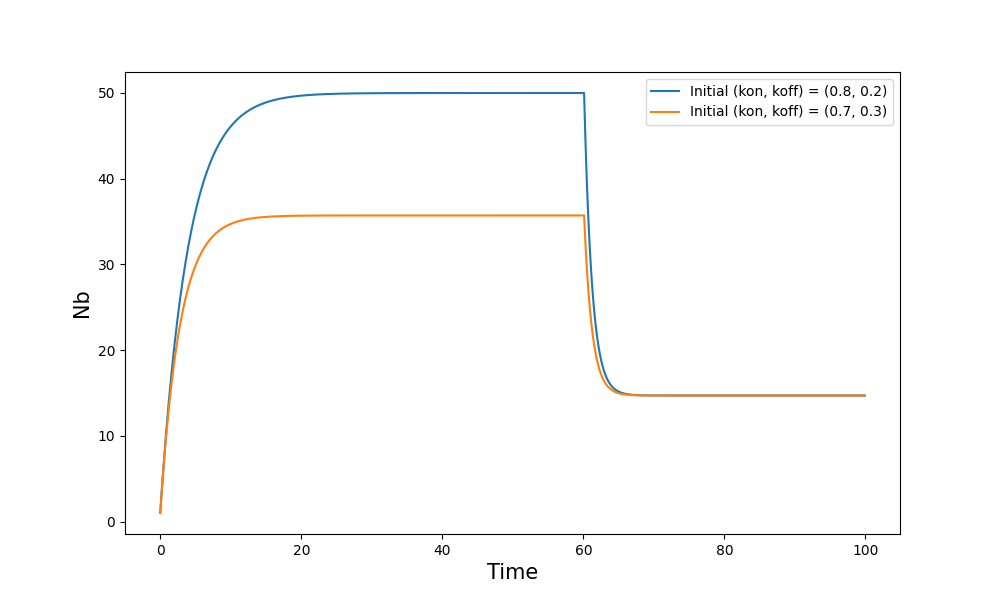 Initial (kon, koff) = (0.8, 0.2)
Initial (kon, koff) = (0.7, 0.3)
50
40
30
20
10
0
Nb
0 20 40 60 80 100
Time